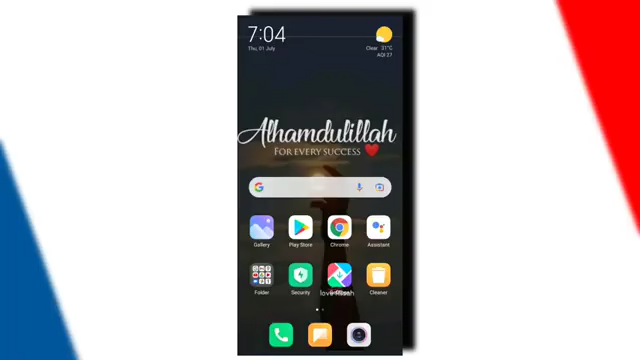 7:04
Thu, 01 July
Clear 31°C
AQI 27
Alhamdulillah
FOR EVERY SUCCESS
Gallery
Play Store
Chrome
Assistant
Folder
Security
Cleaner